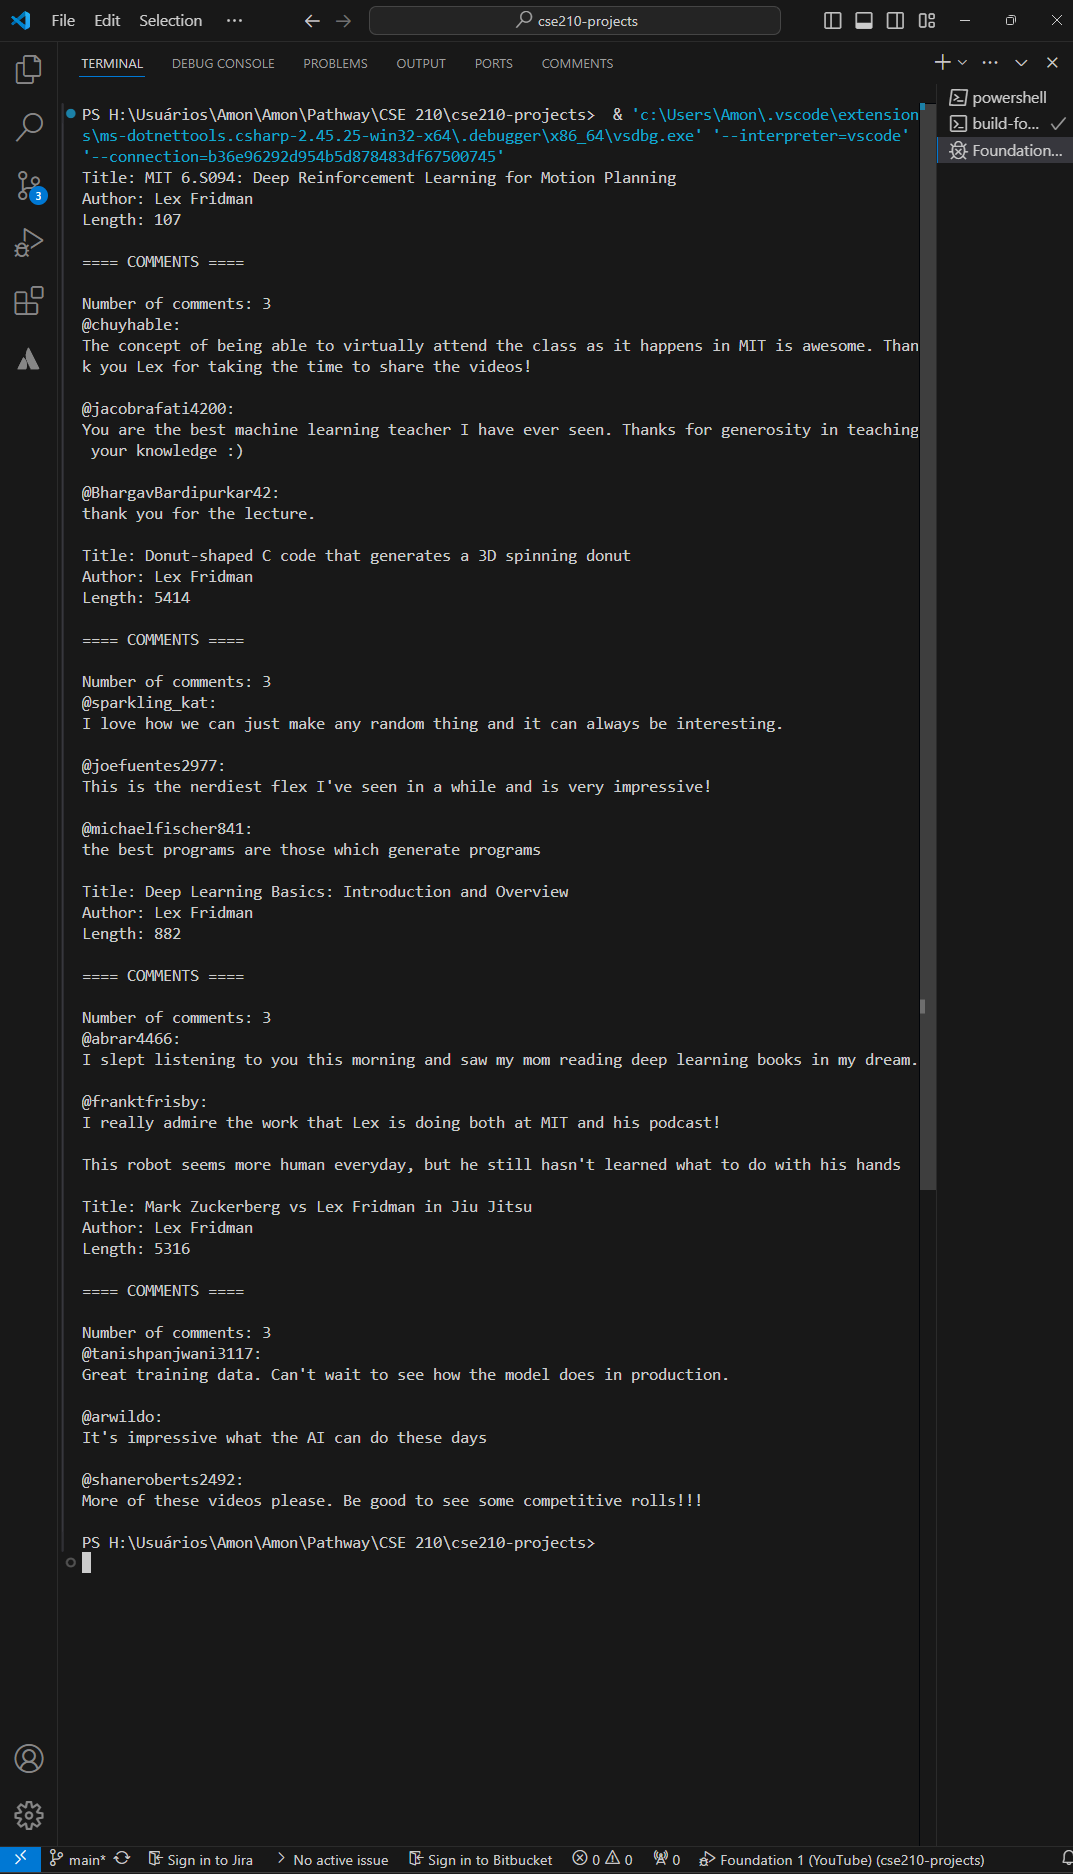 File Edit Selection ··· cse210-projects
TERMINAL DEBUG CONSOLE PROBLEMS OUTPUT PORTS COMMENTS
powershell
build-fo...
Foundation...
3
PS H:\Usuários\Amon\Amon\Pathway\CSE 210\cse210-projects>  & 'c:\Users\Amon\.vscode\extension
s\ms-dotnettools.csharp-2.45.25-win32-x64\.debugger\x86_64\vsdbg.exe' '--interpreter=vscode'
'--connection=b36e96292d954b5d878483df67500745'
Title: MIT 6.S094: Deep Reinforcement Learning for Motion Planning
Author: Lex Fridman
Length: 107
==== COMMENTS ====
Number of comments: 3
@chuyhable:
The concept of being able to virtually attend the class as it happens in MIT is awesome. Than
k you Lex for taking the time to share the videos!
@jacobrafati4200:
You are the best machine learning teacher I have ever seen. Thanks for generosity in teaching
your knowledge :)
@BhargavBardipurkar42:
thank you for the lecture.
Title: Donut-shaped C code that generates a 3D spinning donut
Author: Lex Fridman
Length: 5414
==== COMMENTS ====
Number of comments: 3
@sparkling_kat:
I love how we can just make any random thing and it can always be interesting.
@joefuentes2977:
This is the nerdiest flex I've seen in a while and is very impressive!
@michaelfischer841:
the best programs are those which generate programs
Title: Deep Learning Basics: Introduction and Overview
Author: Lex Fridman
Length: 882
==== COMMENTS ====
Number of comments: 3
@abrar4466:
I slept listening to you this morning and saw my mom reading deep learning books in my dream.
@franktfrisby:
I really admire the work that Lex is doing both at MIT and his podcast!
This robot seems more human everyday, but he still hasn't learned what to do with his hands
Title: Mark Zuckerberg vs Lex Fridman in Jiu Jitsu
Author: Lex Fridman
Length: 5316
==== COMMENTS ====
Number of comments: 3
@tanishpanjwani3117:
Great training data. Can't wait to see how the model does in production.
@arwildo:
It's impressive what the AI can do these days
@shaneroberts2492:
More of these videos please. Be good to see some competitive rolls!!!
PS H:\Usuários\Amon\Amon\Pathway\CSE 210\cse210-projects>
main* Sign in to Jira No active issue Sign in to Bitbucket 0 0 0 Foundation 1 (YouTube) (cse210-projects)